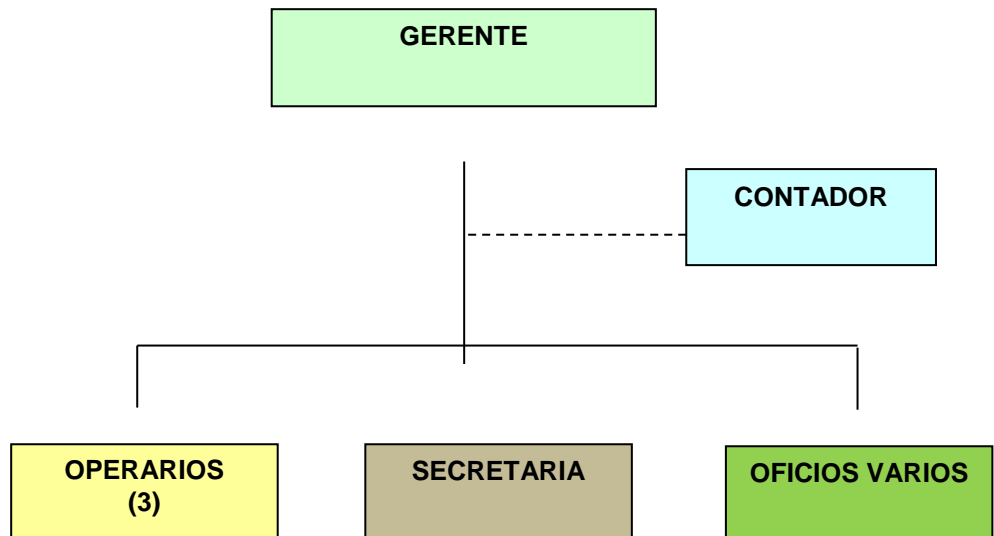 GERENTE
CONTADOR
OPERARIOS
(3)
SECRETARIA
OFICIOS VARIOS